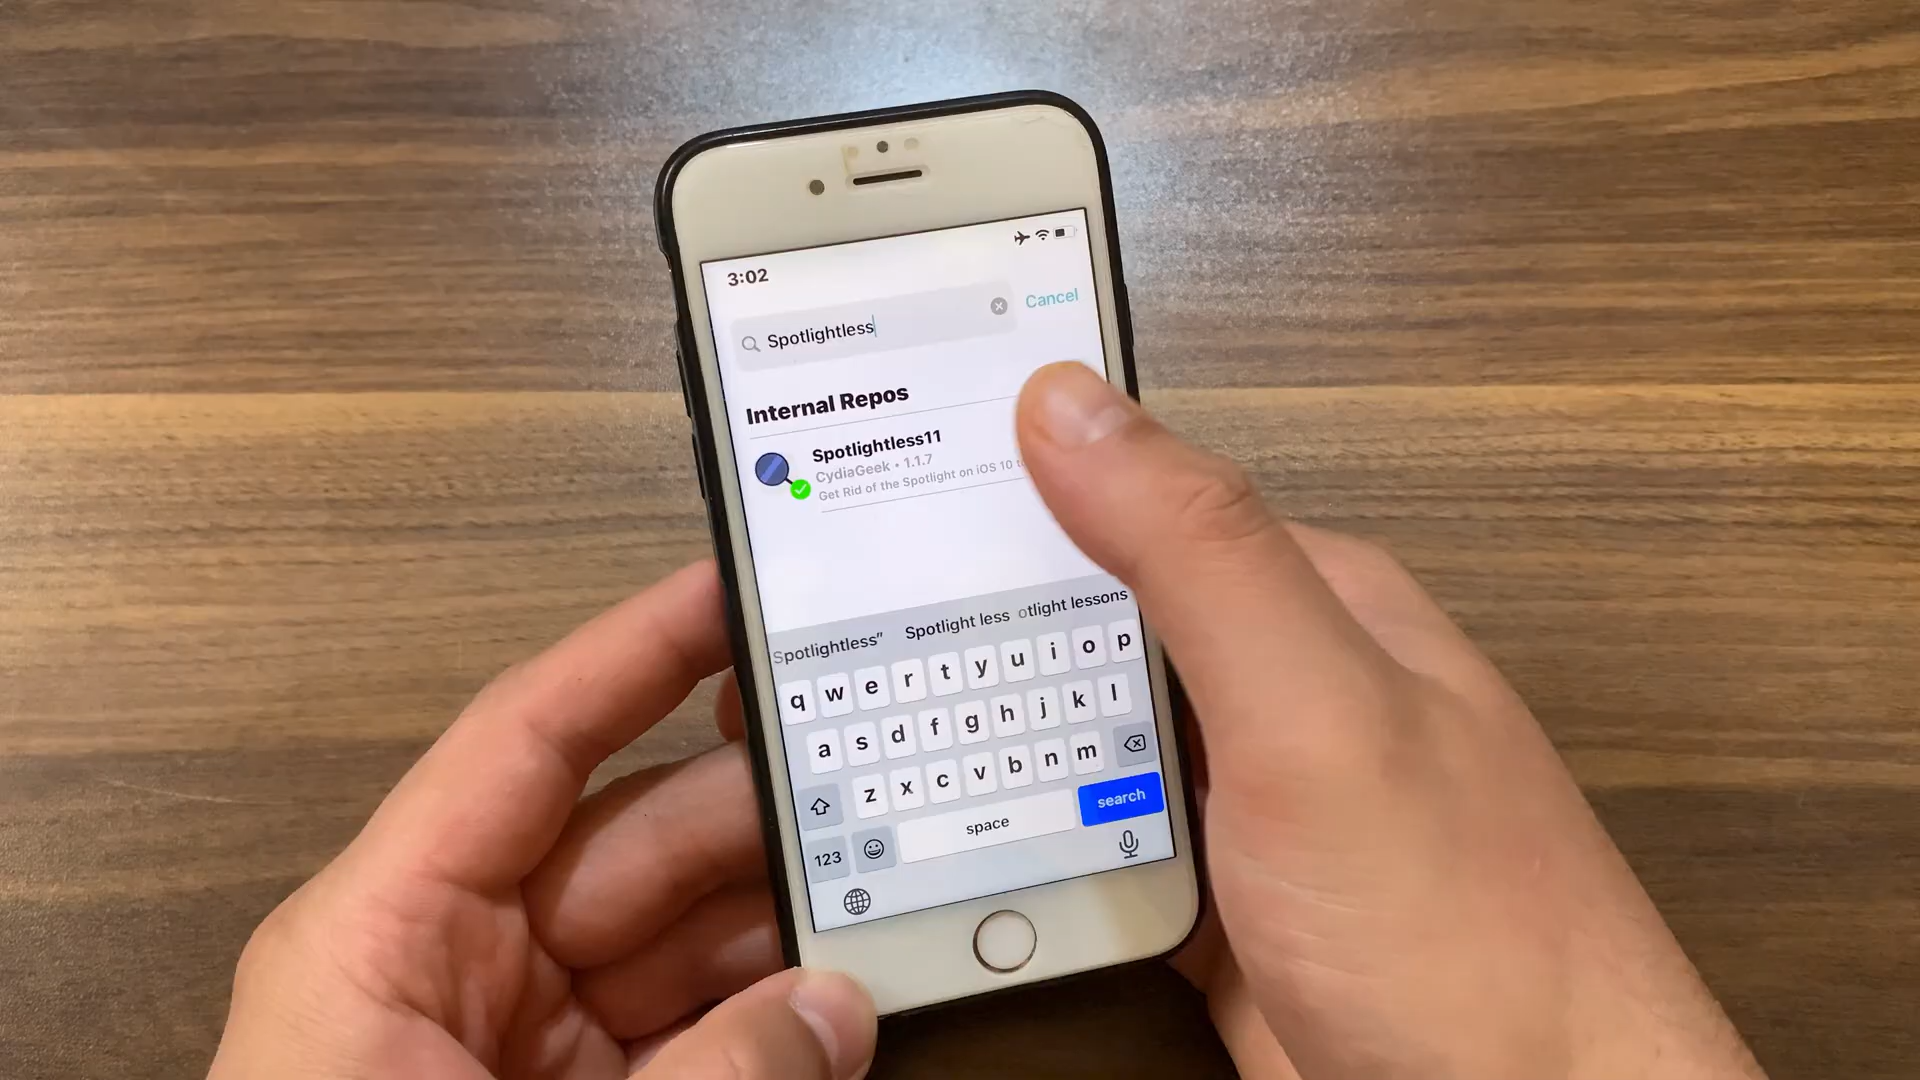 3:02
Spotlightless
Cancel
Internal Repos
Spotlightless11
CydiaGeek • 1.1.7
Get Rid of the Spotlight on iOS 10
Spotlightless” Spotlight less otlight lessons
q w e r t y u i o p
a s d f g h j k l
z x c v b n m
123 space search